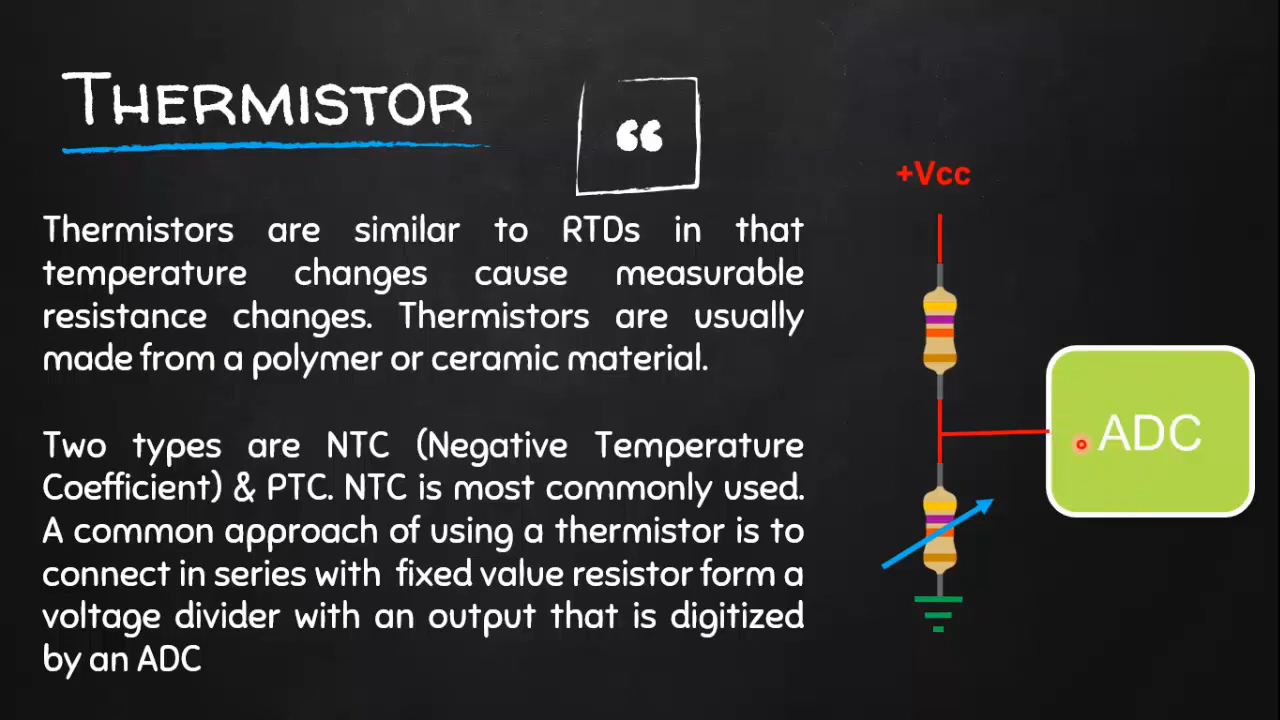 THERMISTOR
“
Thermistors are similar to RTDs in that
temperature changes cause measurable
resistance changes. Thermistors are usually
made from a polymer or ceramic material.
Two types are NTC (Negative Temperature
Coefficient) & PTC. NTC is most commonly used.
A common approach of using a thermistor is to
connect in series with fixed value resistor form a
voltage divider with an output that is digitized
by an ADC
+Vcc
ADC